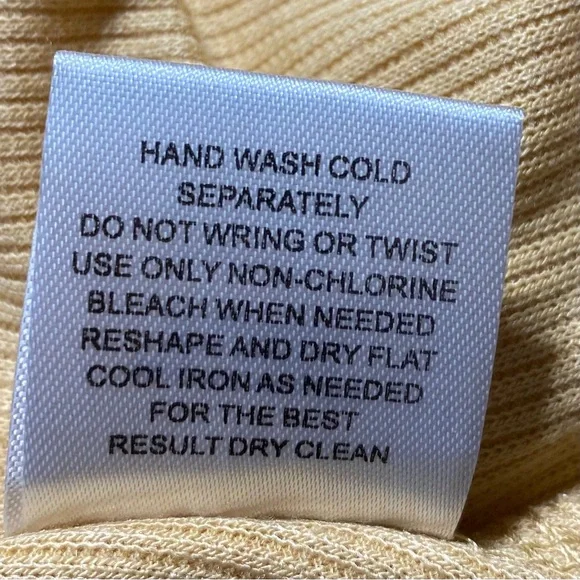 HAND WASH COLD
SEPARATELY
DO NOT WRING OR TWIST
USE ONLY NON-CHLORINE
BLEACH WHEN NEEDED
RESHAPE AND DRY FLAT
COOL IRON AS NEEDED
FOR THE BEST
RESULT DRY CLEAN